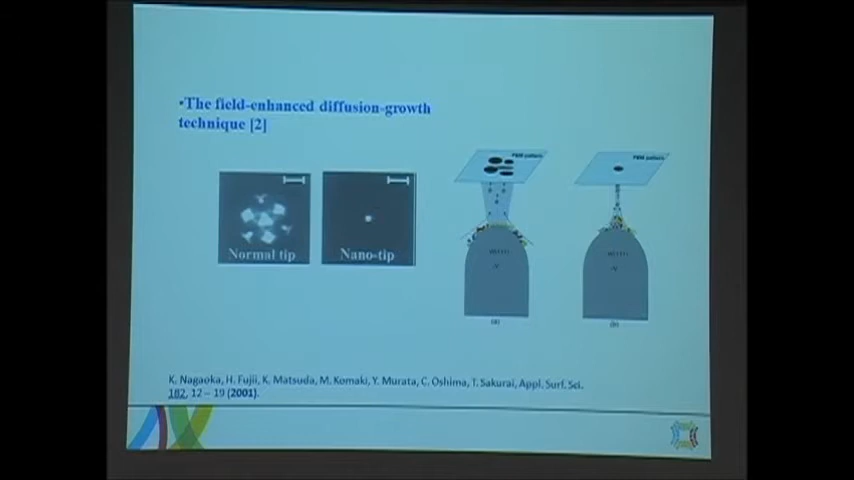 •The field-enhanced diffusion-growth
technique [2]
Normal tip
Nano-tip
FEM pattern
FEM pattern
(a)
(b)
K. Nagaoka, H. Fujii, K. Matsuda, M. Komaki, Y. Murata, C. Oshima, T. Sakurai, Appl. Surf. Sci.
182, 12 – 19 (2001).